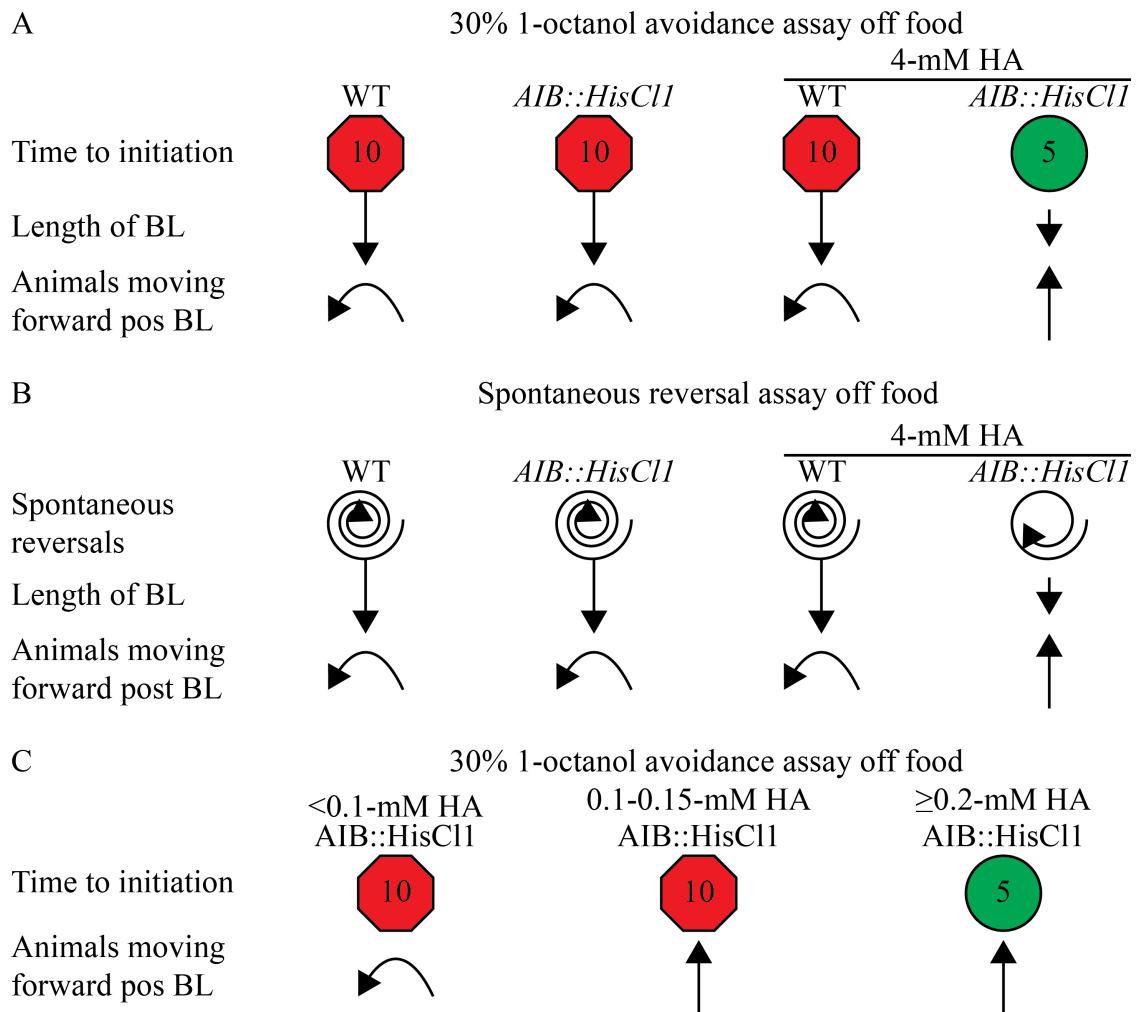 A
30% 1-octanol avoidance assay off food
4-mM HA
WT AIB::HisCl1 WT AIB::HisCl1
Time to initiation 10 10 10 5
Length of BL
Animals moving
forward pos BL
B
Spontaneous reversal assay off food
4-mM HA
WT AIB::HisCl1 WT AIB::HisCl1
Spontaneous
reversals
Length of BL
Animals moving
forward post BL
C
30% 1-octanol avoidance assay off food
<0.1-mM HA 0.1-0.15-mM HA ≥0.2-mM HA
AIB::HisCl1 AIB::HisCl1 AIB::HisCl1
Time to initiation 10 10 5
Animals moving
forward pos BL